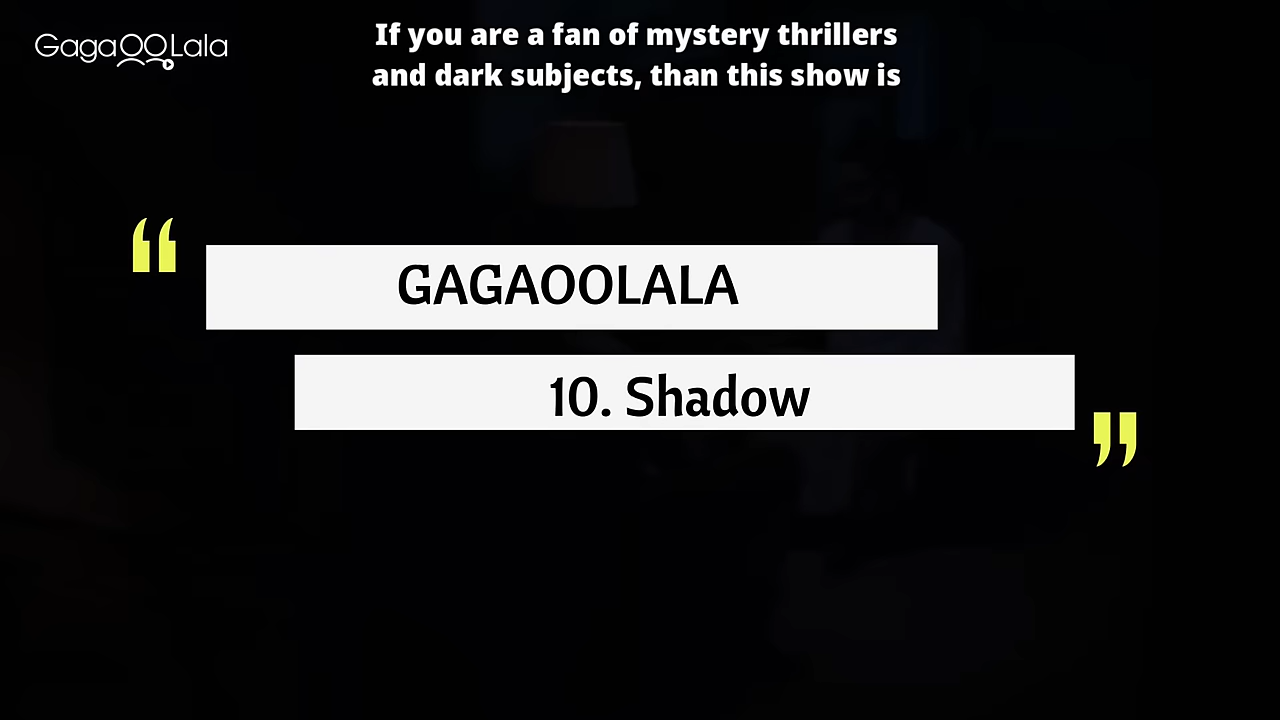 GagaOOLala
If you are a fan of mystery thrillers
and dark subjects, than this show is
“
GAGAOOLALA
10. Shadow
”